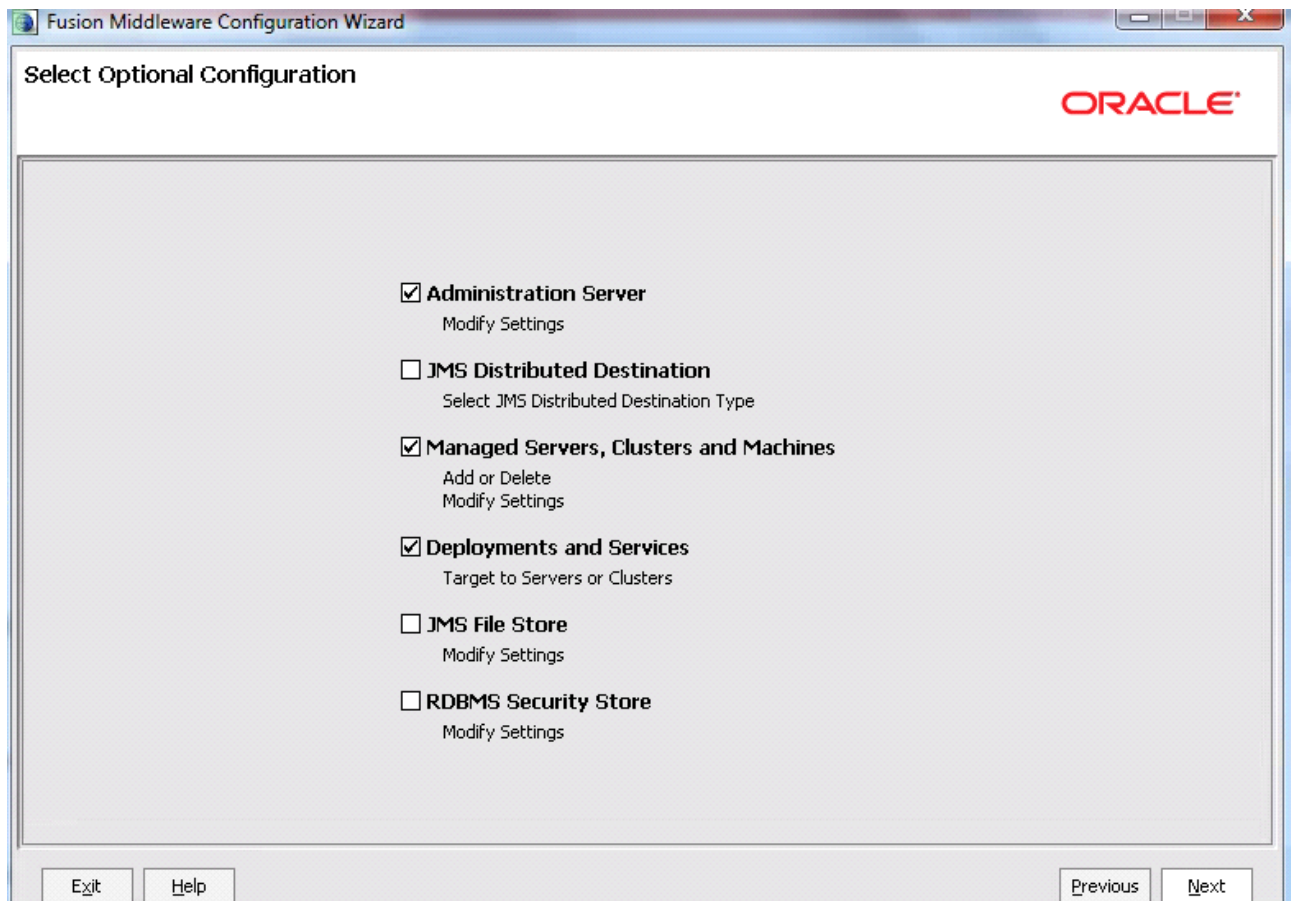 Fusion Middleware Configuration Wizard
Select Optional Configuration
ORACLE
Administration Server
Modify Settings
JMS Distributed Destination
Select JMS Distributed Destination Type
Managed Servers, Clusters and Machines
Add or Delete
Modify Settings
Deployments and Services
Target to Servers or Clusters
JMS File Store
Modify Settings
RDBMS Security Store
Modify Settings
Exit Help Previous Next